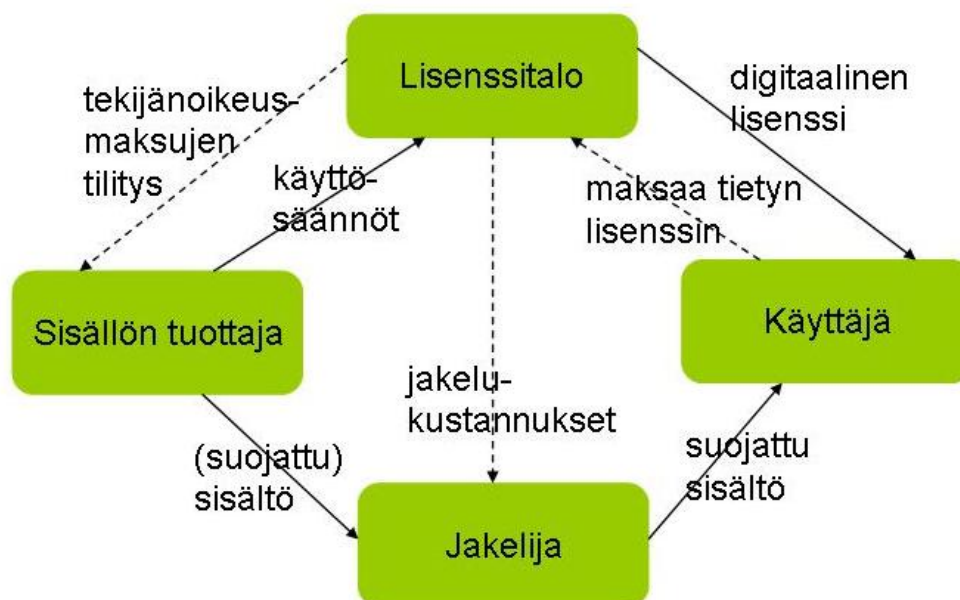 Lisenssitalo
tekijänoikeus-
maksujen
tilitys
digitaalinen
lisenssi
käyttö-
säännöt
maksaa tietyn
lisenssin
Sisällön tuottaja
Käyttäjä
jakelu-
kustannukset
(suojattu)
sisältö
suojattu
sisältö
Jakelija